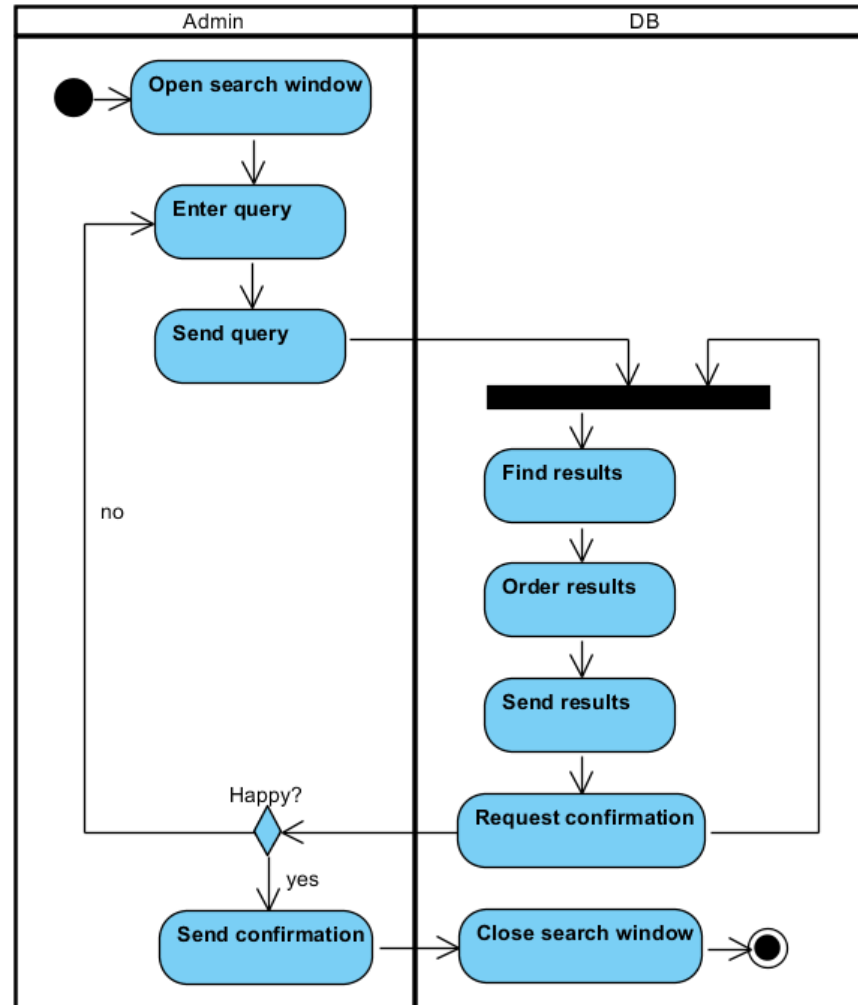 Admin
DB
Open search window
Enter query
Send query
Find results
no
Order results
Send results
Happy?
Request confirmation
yes
Send confirmation
Close search window